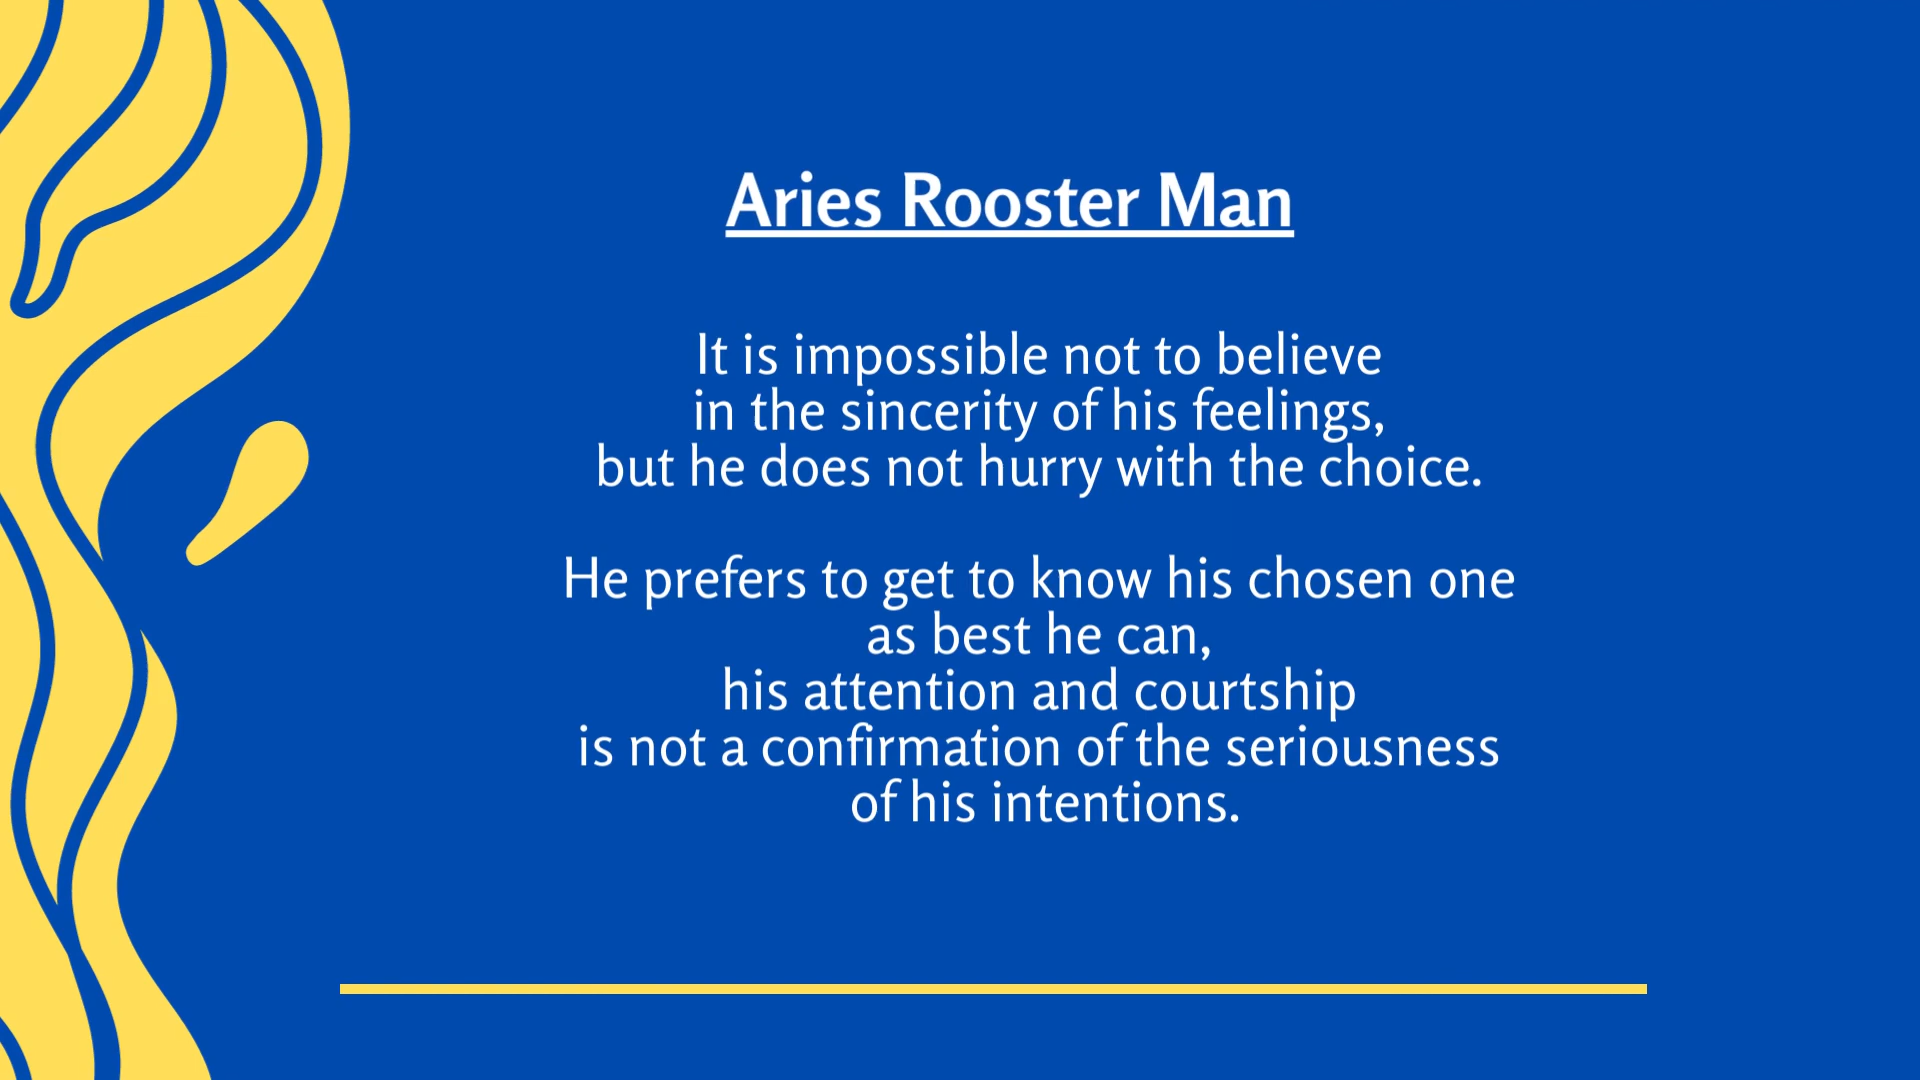 Aries Rooster Man
It is impossible not to believe
in the sincerity of his feelings,
but he does not hurry with the choice.
He prefers to get to know his chosen one
as best he can,
his attention and courtship
is not a confirmation of the seriousness
of his intentions.